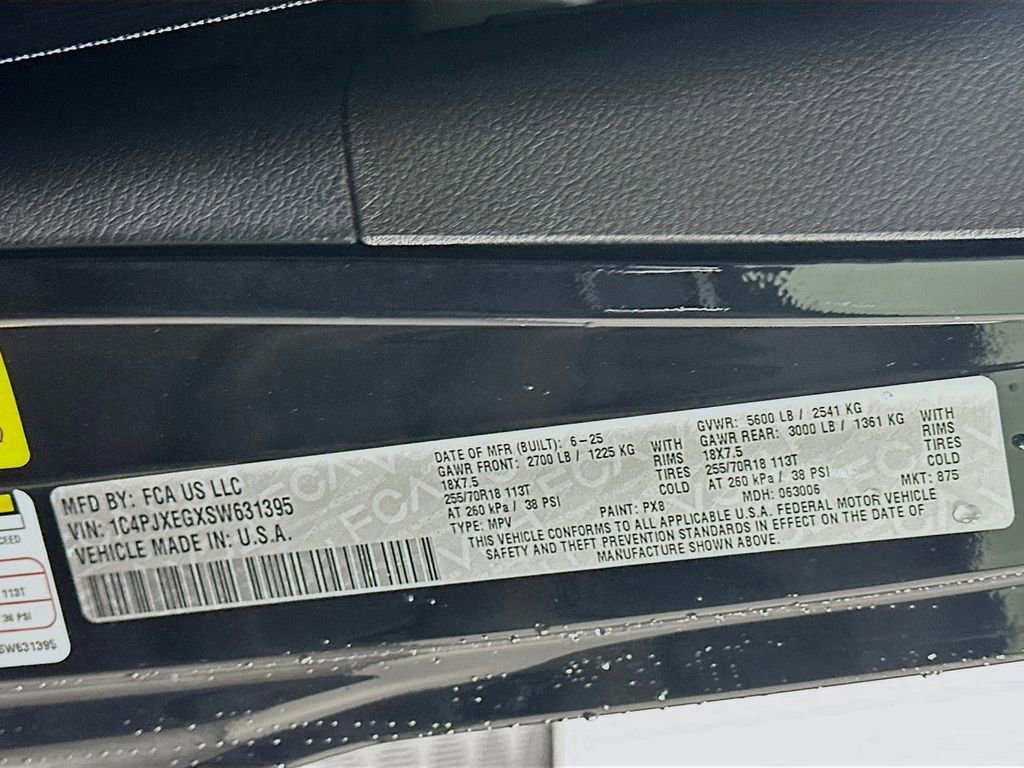 MFD BY: FCA US LLC
VIN: 1C4PJXEGXSW631395
VEHICLE MADE IN: U.S.A.
DATE OF MFR (BUILT): 6-25
GAWR FRONT: 2700 LB / 1225 KG WITH
18X7.5 RIMS
255/70R18 113T TIRES
AT 260 kPa / 38 PSI COLD
TYPE: MPV PAINT: PX8
GVWR: 5600 LB / 2541 KG
GAWR REAR: 3000 LB / 1361 KG WITH
18X7.5 RIMS
255/70R18 113T TIRES
AT 260 kPa / 38 PSI COLD
MDH: 063006 MKT: 875
THIS VEHICLE CONFORMS TO ALL APPLICABLE U.S.A. FEDERAL MOTOR VEHICLE
SAFETY AND THEFT PREVENTION STANDARDS IN EFFECT ON THE DATE OF
MANUFACTURE SHOWN ABOVE.
113T
PSI
SW631395